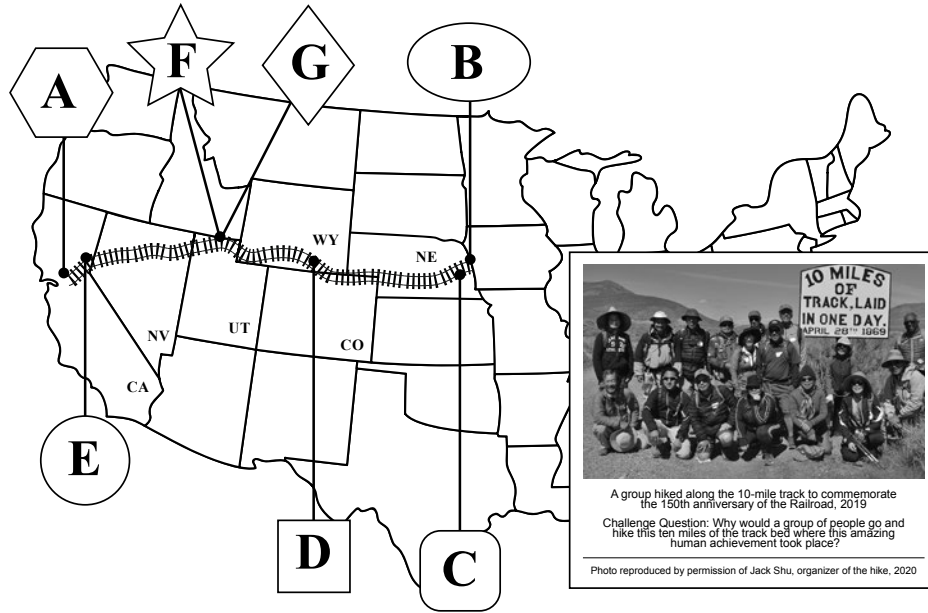 A
F
G
B
WY
NE
NV
UT
CO
CA
E
D
C
10 MILES
OF
TRACK, LAID
IN ONE DAY.
APRIL 28TH 1869
A group hiked along the 10-mile track to commemorate
the 150th anniversary of the Railroad, 2019
Challenge Question: Why would a group of people go and
hike this ten miles of the track bed where this amazing
human achievement took place?
Photo reproduced by permission of Jack Shu, organizer of the hike, 2020